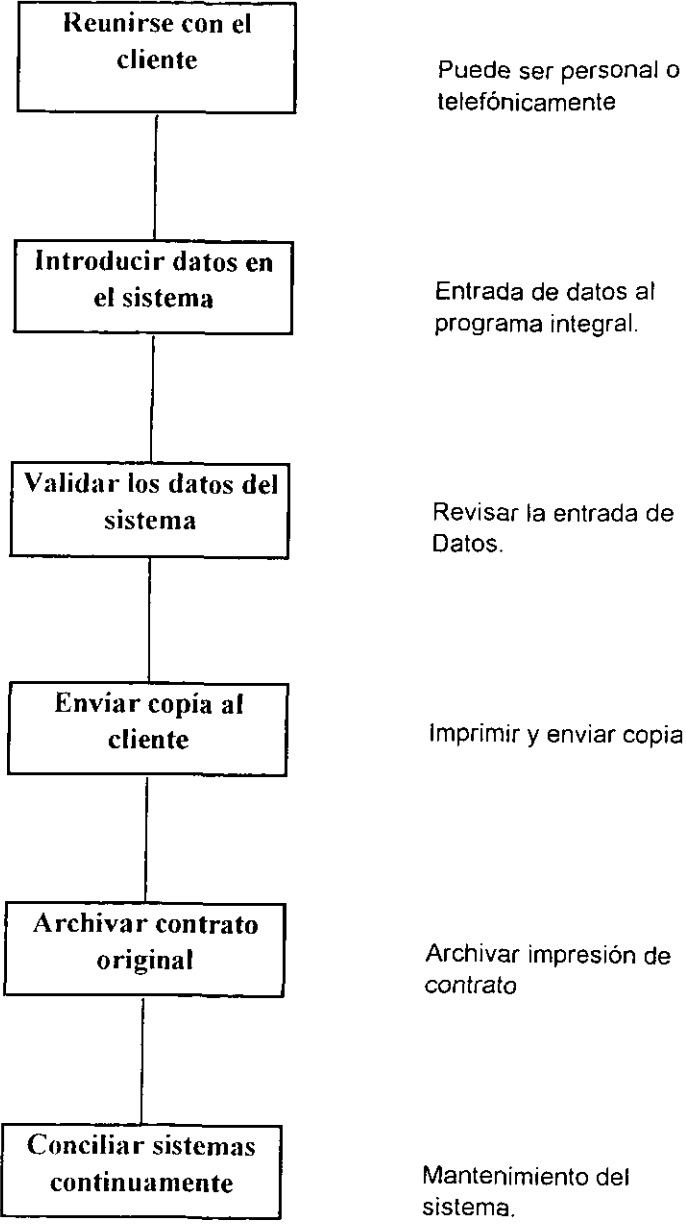 Reunirse con el
cliente
Puede ser personal o
telefónicamente
Introducir datos en
el sistema
Entrada de datos al
programa integral.
Validar los datos del
sistema
Revisar la entrada de
Datos.
Enviar copia al
cliente
Imprimir y enviar copia
Archivar contrato
original
Archivar impresión de
contrato
Conciliar sistemas
continuamente
Mantenimiento del
sistema.